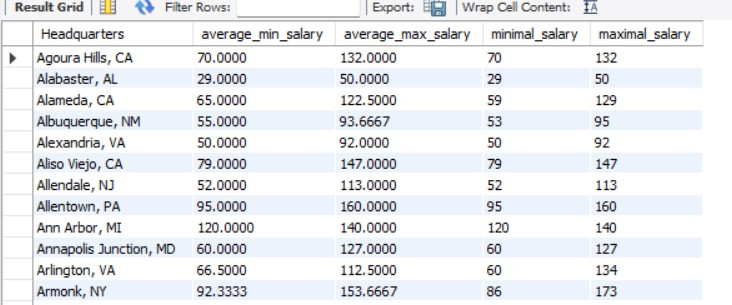 Result Grid Filter Rows: Export: Wrap Cell Content: IA
Headquarters average_min_salary average_max_salary minimal_salary maximal_salary
Agoura Hills, CA 70.0000 132.0000 70 132
Alabaster, AL 29.0000 50.0000 29 50
Alameda, CA 65.0000 122.5000 59 129
Albuquerque, NM 55.0000 93.6667 53 95
Alexandria, VA 50.0000 92.0000 50 92
Aliso Viejo, CA 79.0000 147.0000 79 147
Allendale, NJ 52.0000 113.0000 52 113
Allentown, PA 95.0000 160.0000 95 160
Ann Arbor, MI 120.0000 140.0000 120 140
Annapolis Junction, MD 60.0000 127.0000 60 127
Arlington, VA 66.5000 112.5000 60 134
Armonk, NY 92.3333 153.6667 86 173